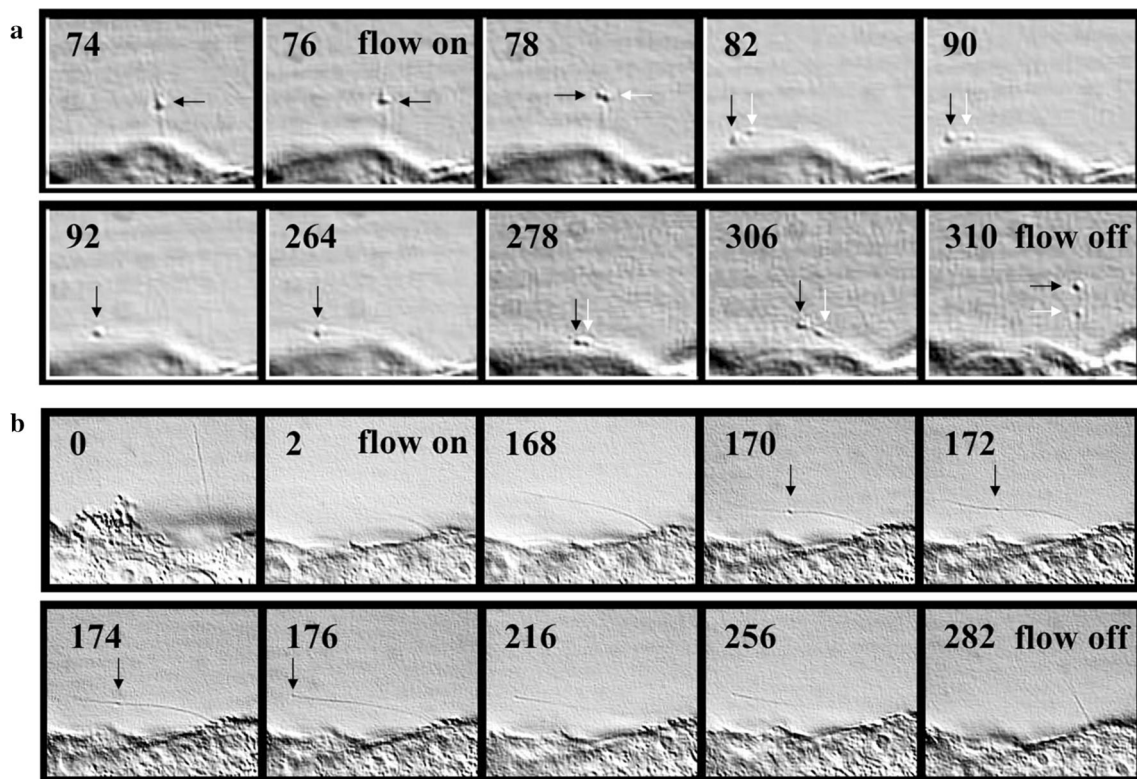 a
74 76 flow on 78 82 90
92 264 278 306 310 flow off
b
0 2 flow on 168 170 172
174 176 216 256 282 flow off